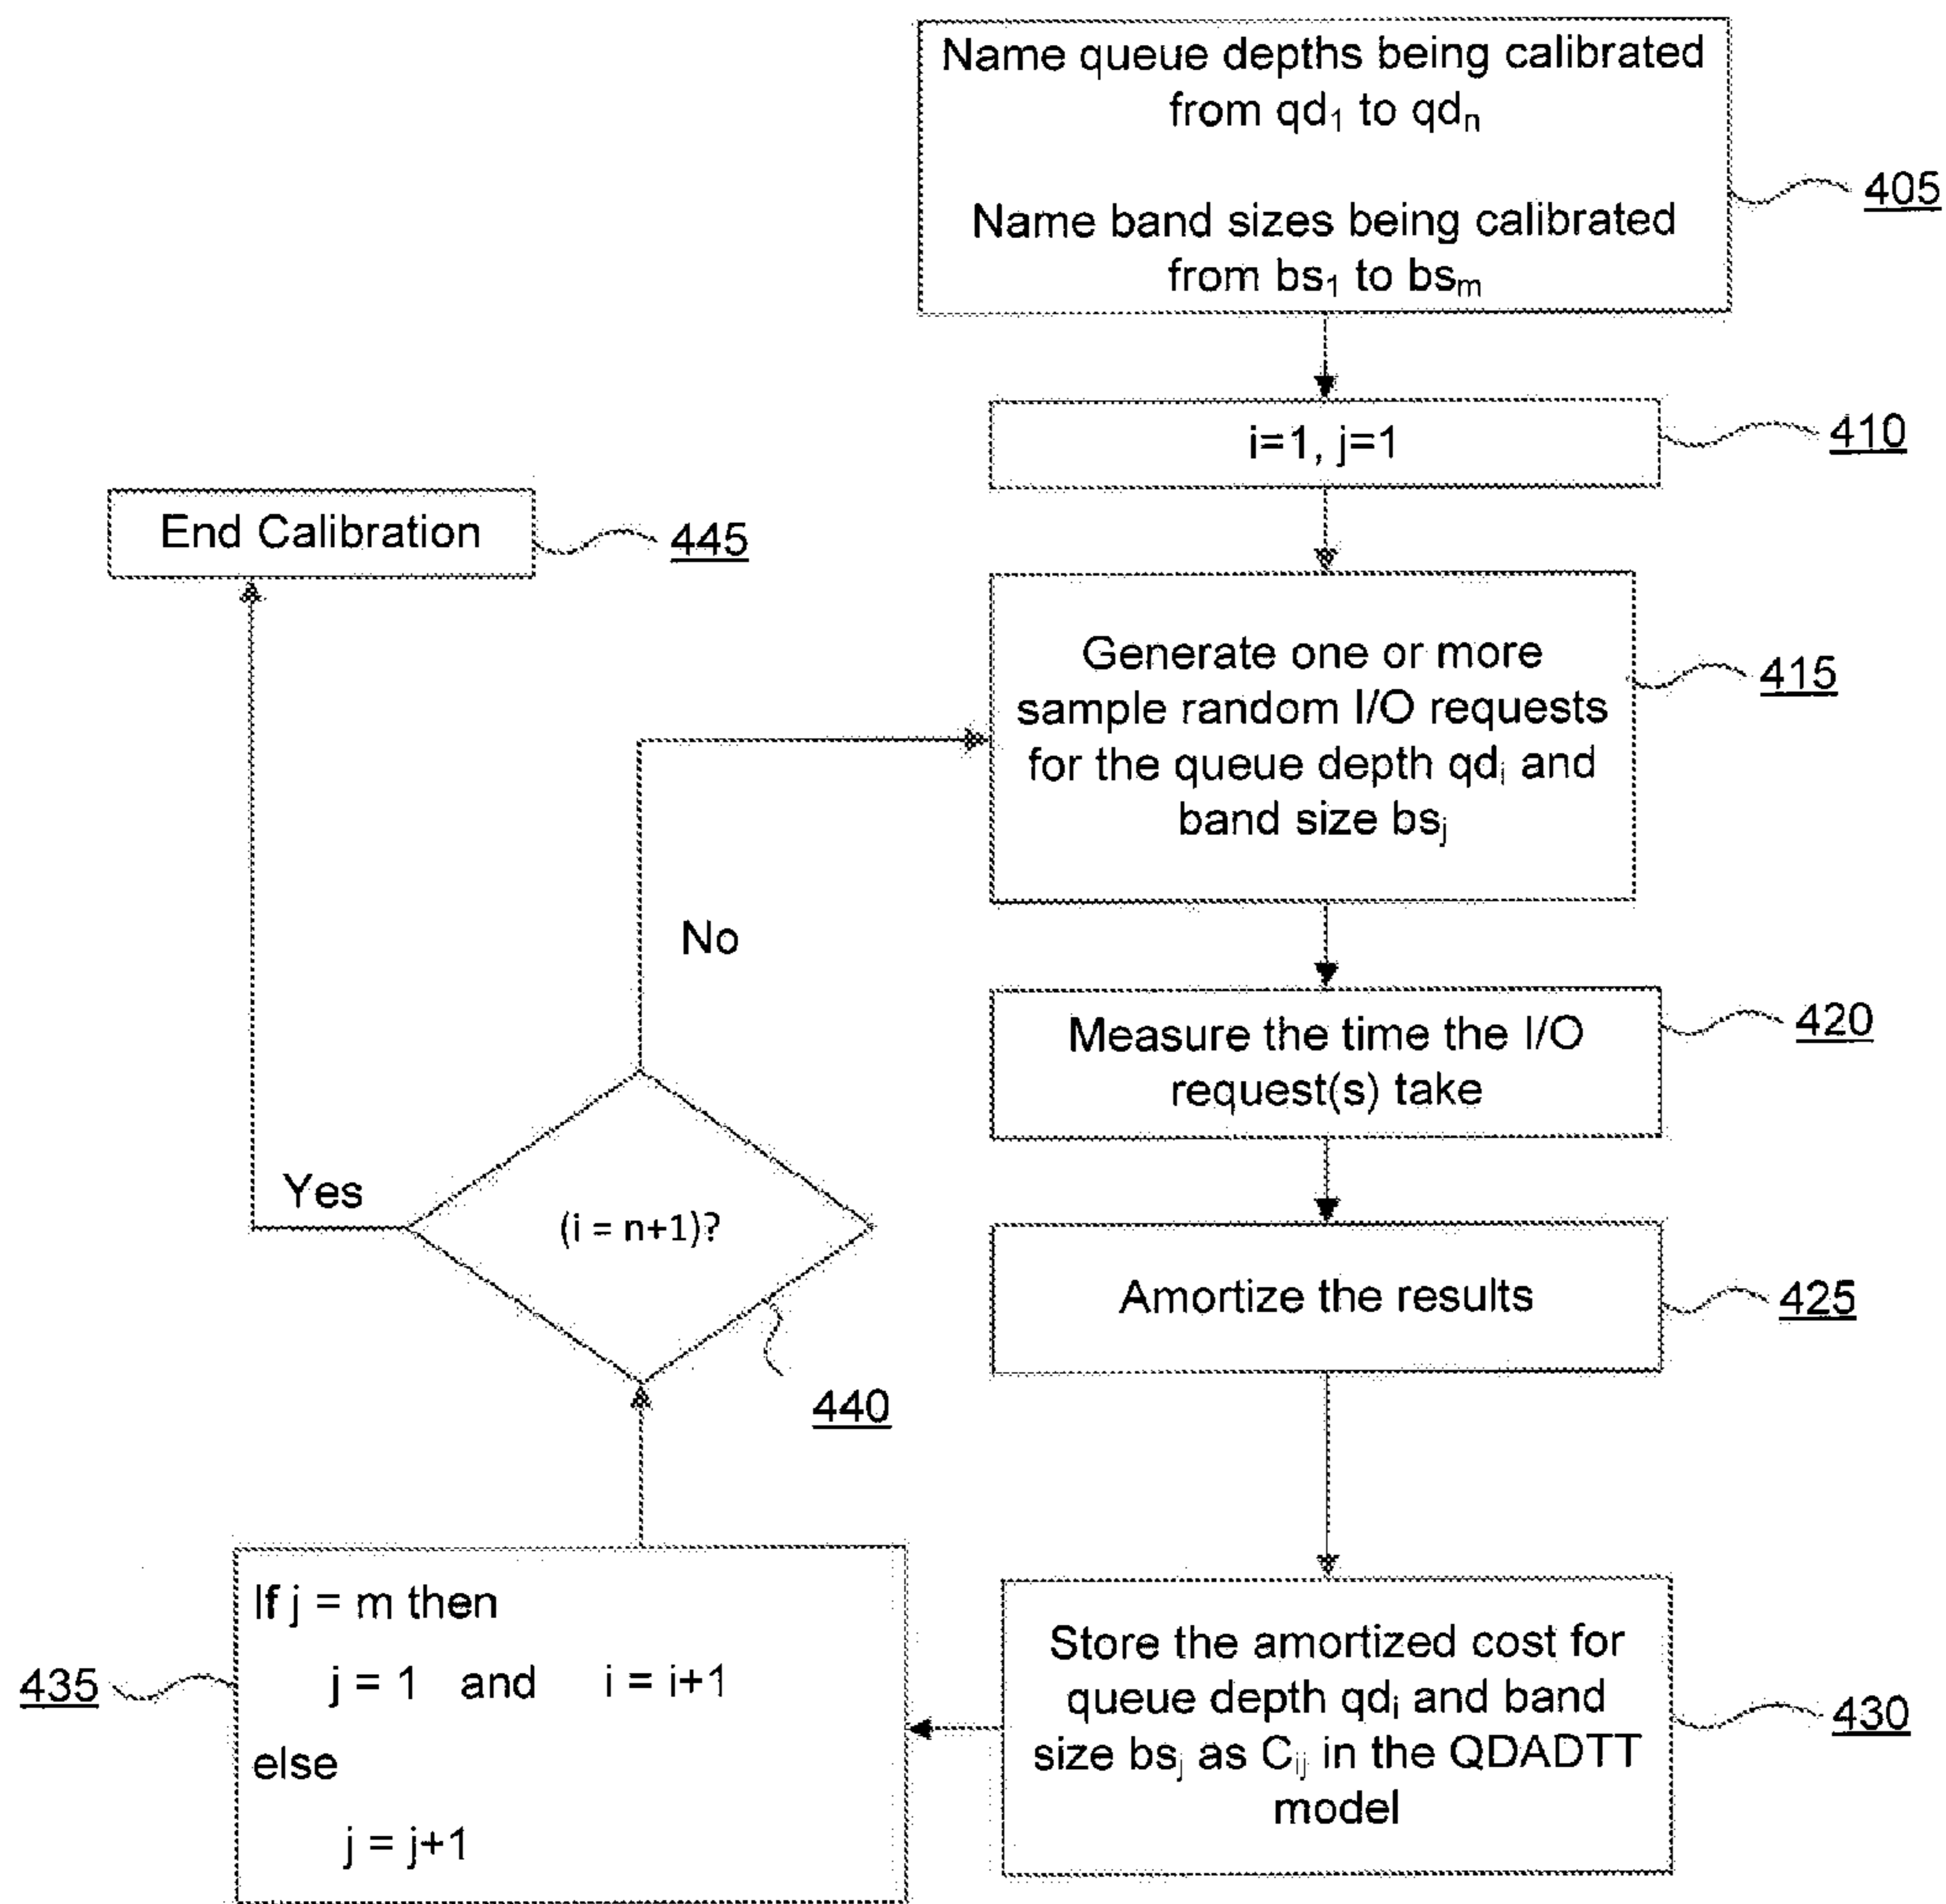 Name queue depths being calibrated
from qd₁ to qdₙ
Name band sizes being calibrated
from bs₁ to bsₘ
405
i=1, j=1
410
End Calibration
445
Generate one or more
sample random I/O requests
for the queue depth qdᵢ and
band size bsⱼ
415
No
Measure the time the I/O
request(s) take
420
Yes
(i = n+1)?
440
Amortize the results
425
If j = m then
j = 1 and i = i+1
else
j = j+1
435
Store the amortized cost for
queue depth qdᵢ and band
size bsⱼ as Cᵢⱼ in the QDADTT
model
430